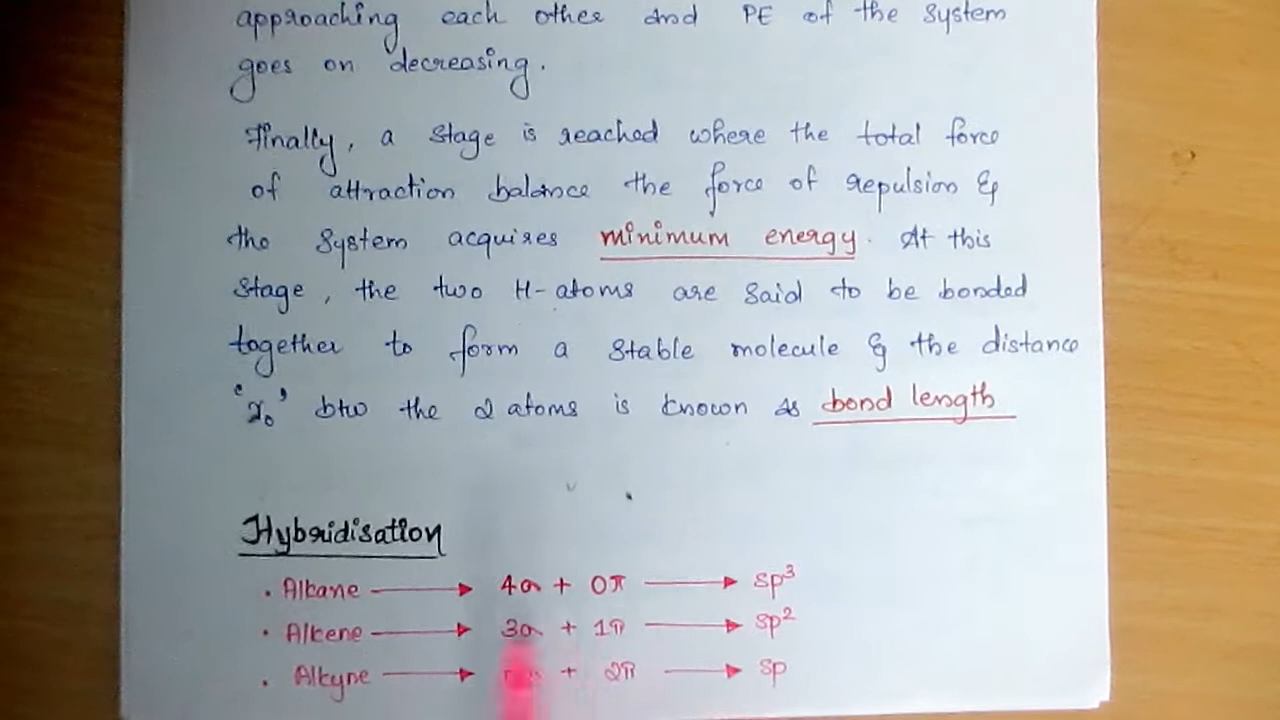 approaching each other and PE of the system
goes on decreasing.
Finally, a stage is reached where the total force
of attraction balance the force of repulsion &
the system acquires minimum energy. At this
stage, the two H-atoms are said to be bonded
together to form a stable molecule & the distance
'r₀' btw the 2 atoms is known as bond length
Hybridisation
• Alkane → 4σ + 0π → sp³
• Alkene → 3σ + 1π → sp²
• Alkyne → + 2π → sp